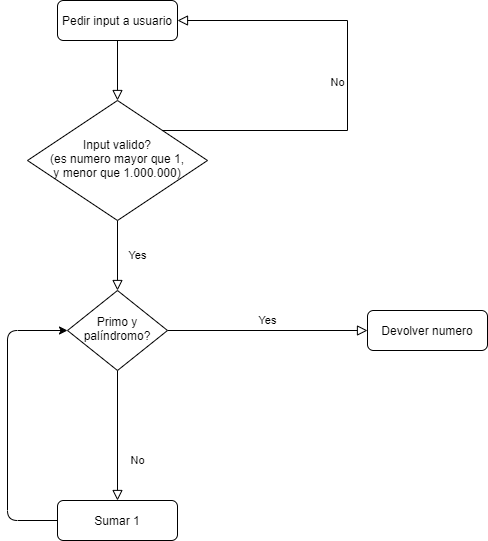 Pedir input a usuario
No
Input valido?
(es numero mayor que 1,
y menor que 1.000.000)
Yes
Primo y
palíndromo?
Yes
Devolver numero
No
Sumar 1